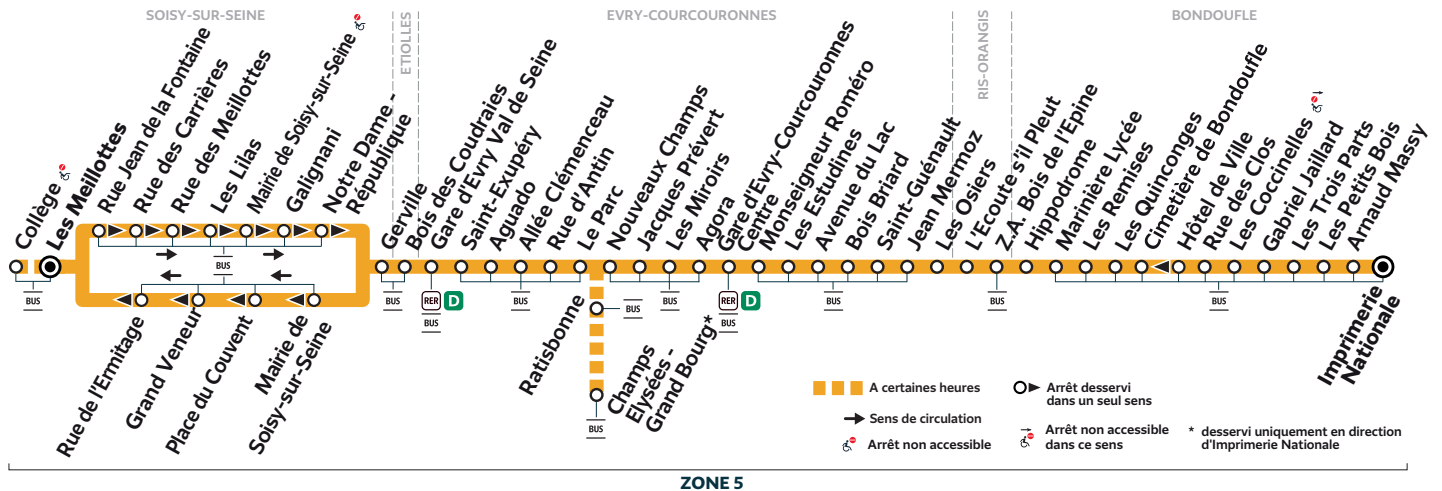 SOISY-SUR-SEINE
ETIOLLES
EVRY-COURCOURONNES
RIS-ORANGIS
BONDOUFLE
Collège
Les Meillottes
Rue Jean de la Fontaine
Rue des Carrières
Rue des Meillottes
Les Lilas
Mairie de Soisy-sur-Seine
Galignani
Notre Dame -
République
Gerville
Bois des Coudraies
Gare d'Evry Val de Seine
Saint-Exupéry
Aguado
Allée Clémenceau
Rue d'Antin
Le Parc
Nouveaux Champs
Jacques Prévert
Les Miroirs
Agora
Gare d'Evry-Courcouronnes
Centre
Monseigneur Roméro
Les Estudines
Avenue du Lac
Bois Briard
Saint-Guénault
Jean Mermoz
Les Osiers
L'Ecoute s'il Pleut
Z.A. Bois de l'Epine
Hippodrome
Marinière Lycée
Les Remises
Les Quinconges
Cimetière de Bondoufle
Hôtel de Ville
Rue des Clos
Les Coccinelles
Gabriel Jaillard
Les Trois Parts
Les Petits Bois
Arnaud Massy
Imprimerie
Nationale
BUS
BUS
BUS
RER D
BUS
BUS
BUS
BUS
RER D
BUS
BUS
BUS
BUS
Rue de l'Ermitage
Grand Veneur
Place du Couvent
Mairie de
Soisy-sur-Seine
Ratisbonne
Champs
Elysées -
Grand Bourg*
BUS
A certaines heures
Sens de circulation
Arrêt non accessible
Arrêt desservi
dans un seul sens
Arrêt non accessible
dans ce sens
* desservi uniquement en direction
d'Imprimerie Nationale
ZONE 5